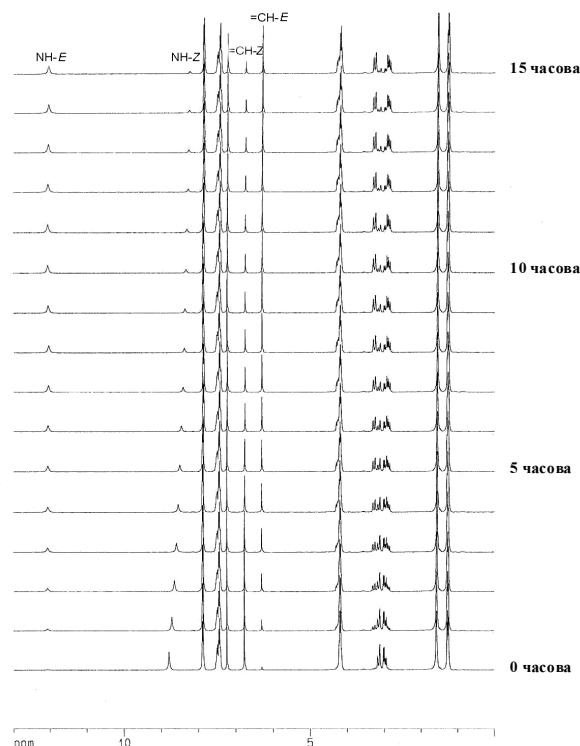 =CH-E
NH-E
NH-Z
=CH-Z
15 часова
10 часова
5 часова
0 часова
ppm 10 5